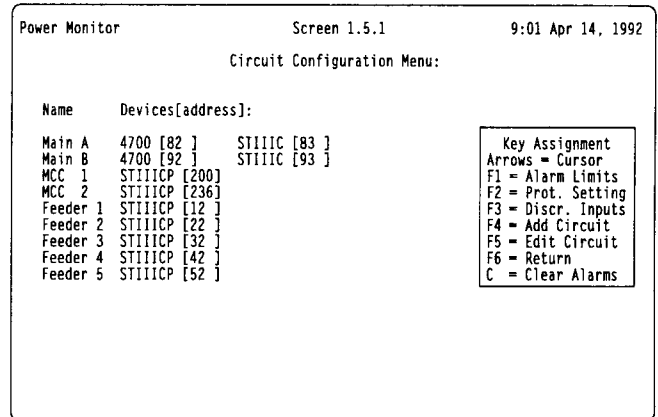 Power Monitor Screen 1.5.1 9:01 Apr 14, 1992
Circuit Configuration Menu:
Name Devices[address]:
Main A 4700 [82 ] STIIIC [83 ]
Main B 4700 [92 ] STIIIC [93 ]
MCC 1 STIIICP [200]
MCC 2 STIIICP [236]
Feeder 1 STIIICP [12 ]
Feeder 2 STIIICP [22 ]
Feeder 3 STIIICP [32 ]
Feeder 4 STIIICP [42 ]
Feeder 5 STIIICP [52 ]
Key Assignment
Arrows = Cursor
F1 = Alarm Limits
F2 = Prot. Setting
F3 = Discr. Inputs
F4 = Add Circuit
F5 = Edit Circuit
F6 = Return
C = Clear Alarms